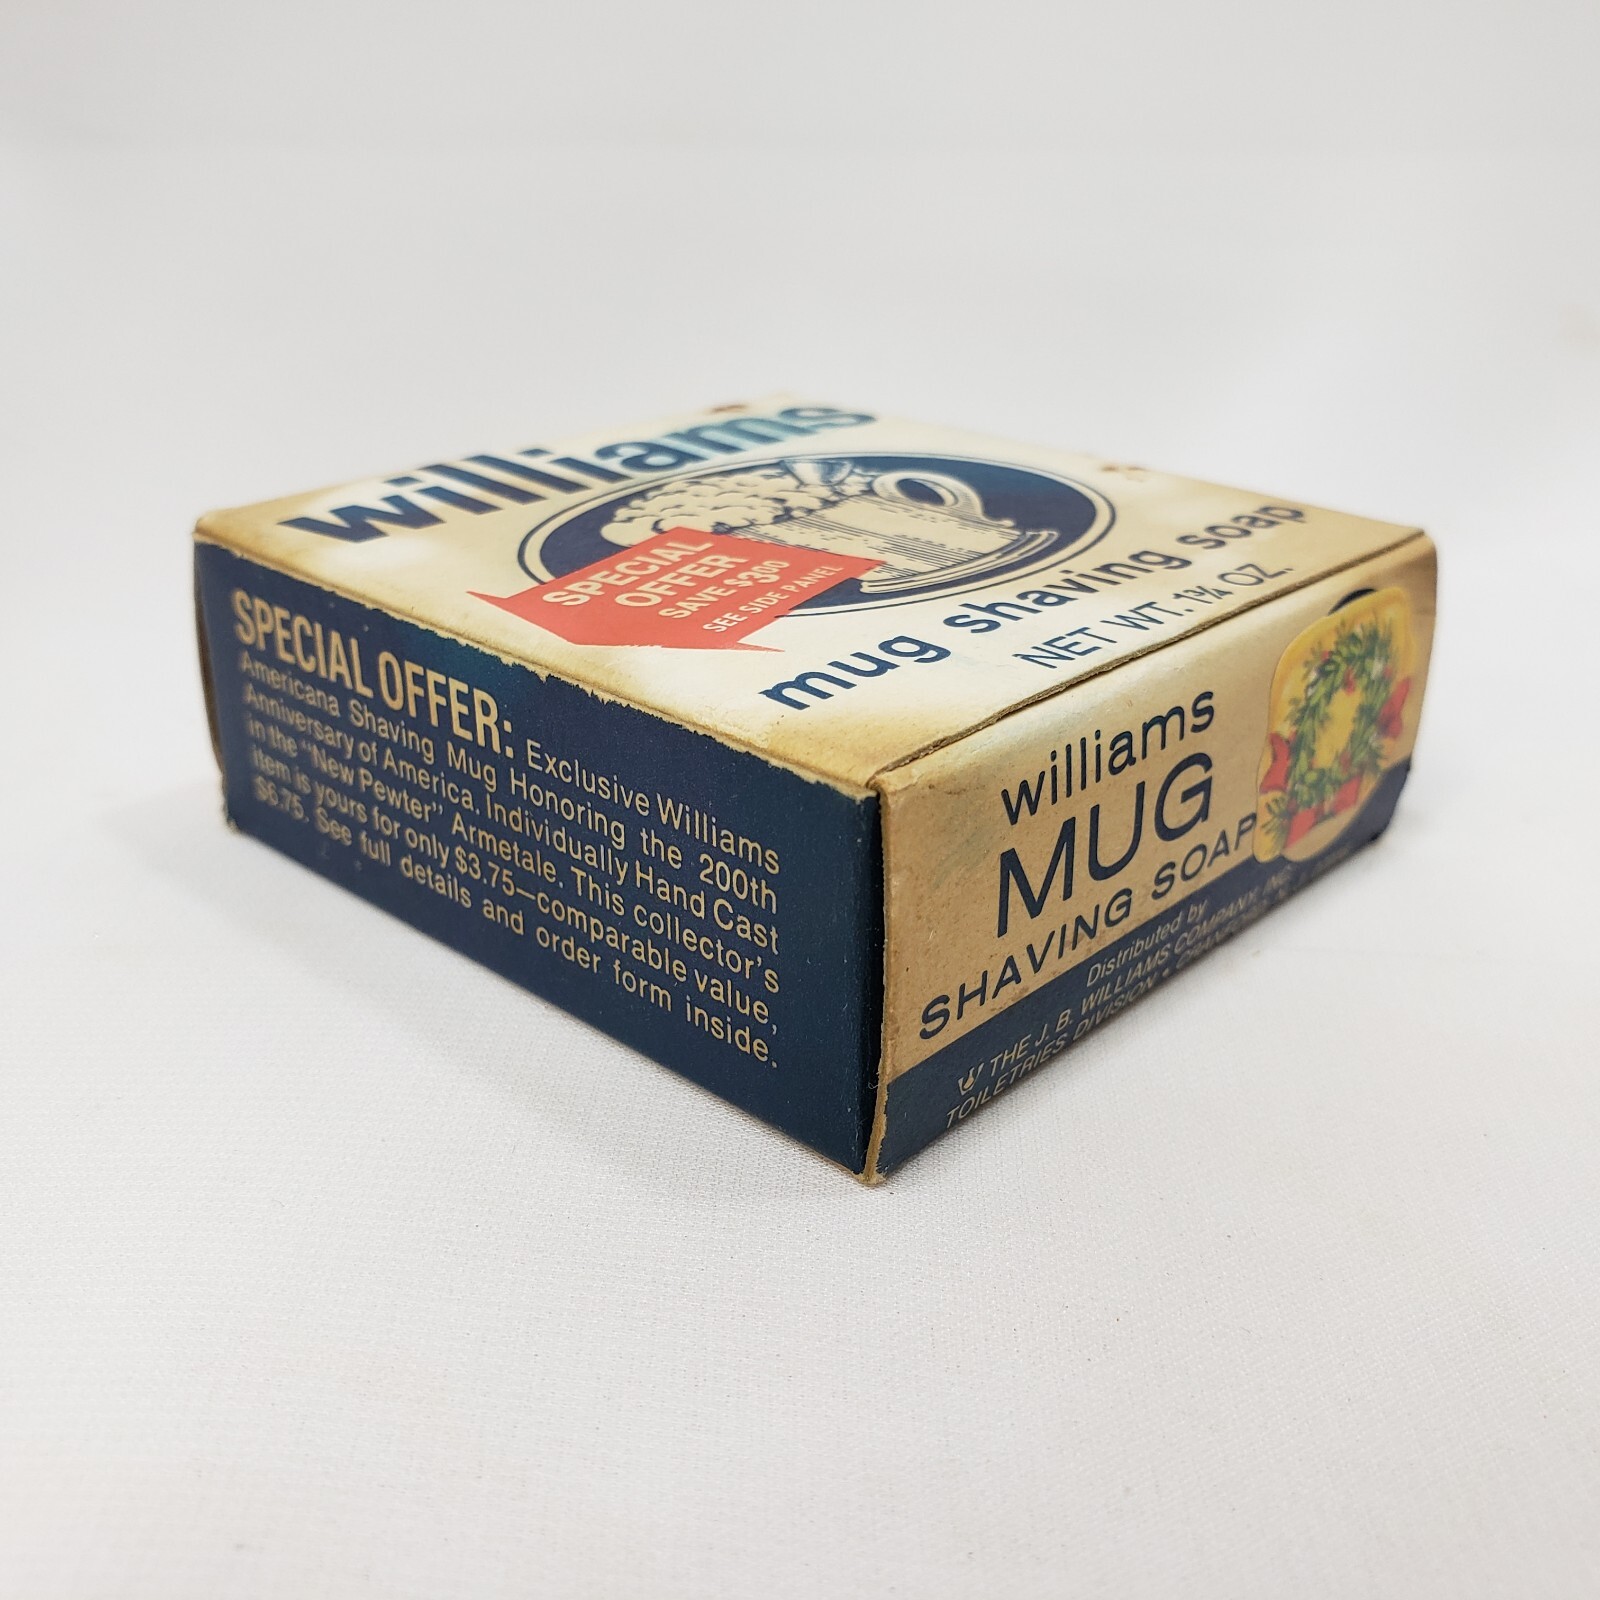 williams
SPECIAL
OFFER
SAVE $3.00
SEE SIDE PANEL
mug shaving soap
NET WT. 1¾ OZ.
SPECIAL OFFER: Exclusive Williams
Americana Shaving Mug Honoring the 200th
Anniversary of America. Individually Hand Cast
in the "New Pewter" Armetale. This collector's
item is yours for only $3.75—comparable value,
$6.75. See full details and order form inside.
williams
MUG
SHAVING SOAP
Distributed by
THE J. B. WILLIAMS COMPANY, INC.
TOILETRIES DIVISION • CRANFORD, N.J.